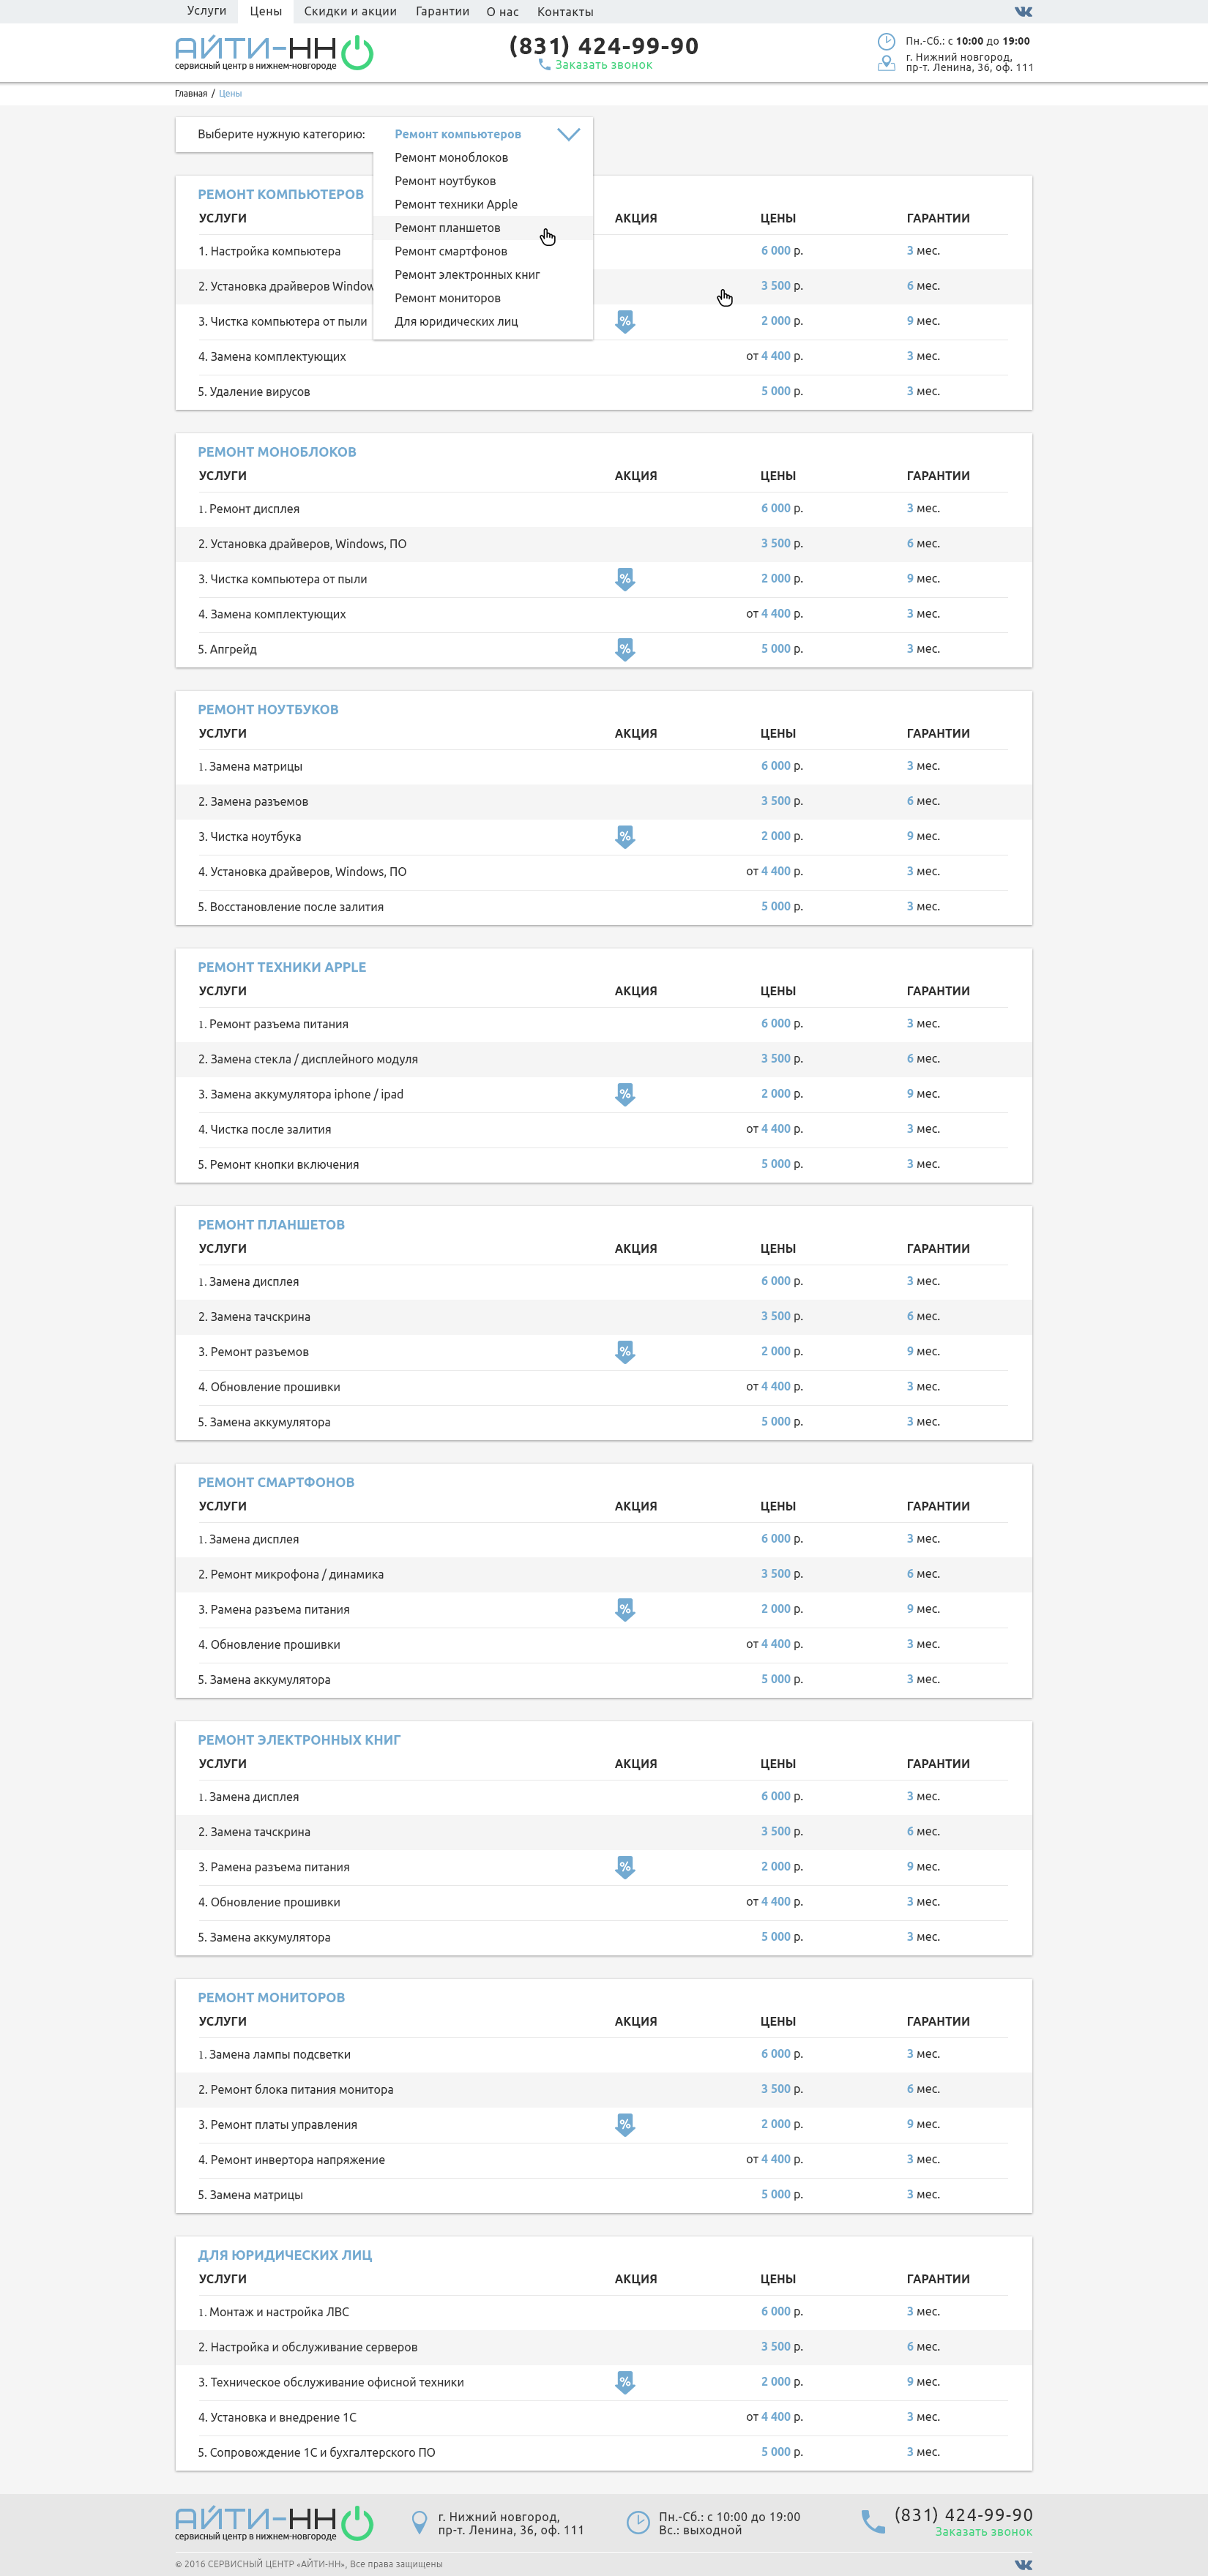 Услуги Цены Скидки и акции Гарантии О нас Контакты
АЙТИ-НН
сервисный центр в нижнем-новгороде
(831) 424-99-90
Заказать звонок
Пн.-Сб.: с 10:00 до 19:00
г. Нижний новгород,
пр-т. Ленина, 36, оф. 111
Главная / Цены
Выберите нужную категорию: Ремонт компьютеров
Ремонт моноблоков
Ремонт ноутбуков
Ремонт техники Apple
Ремонт планшетов
Ремонт смартфонов
Ремонт электронных книг
Ремонт мониторов
Для юридических лиц
РЕМОНТ КОМПЬЮТЕРОВ
УСЛУГИ АКЦИЯ ЦЕНЫ ГАРАНТИИ
1. Настройка компьютера 6 000 р. 3 мес.
2. Установка драйверов Window 3 500 р. 6 мес.
3. Чистка компьютера от пыли % 2 000 р. 9 мес.
4. Замена комплектующих от 4 400 р. 3 мес.
5. Удаление вирусов 5 000 р. 3 мес.
РЕМОНТ МОНОБЛОКОВ
УСЛУГИ АКЦИЯ ЦЕНЫ ГАРАНТИИ
1. Ремонт дисплея 6 000 р. 3 мес.
2. Установка драйверов, Windows, ПО 3 500 р. 6 мес.
3. Чистка компьютера от пыли % 2 000 р. 9 мес.
4. Замена комплектующих от 4 400 р. 3 мес.
5. Апгрейд % 5 000 р. 3 мес.
РЕМОНТ НОУТБУКОВ
УСЛУГИ АКЦИЯ ЦЕНЫ ГАРАНТИИ
1. Замена матрицы 6 000 р. 3 мес.
2. Замена разъемов 3 500 р. 6 мес.
3. Чистка ноутбука % 2 000 р. 9 мес.
4. Установка драйверов, Windows, ПО от 4 400 р. 3 мес.
5. Восстановление после залития 5 000 р. 3 мес.
РЕМОНТ ТЕХНИКИ APPLE
УСЛУГИ АКЦИЯ ЦЕНЫ ГАРАНТИИ
1. Ремонт разъема питания 6 000 р. 3 мес.
2. Замена стекла / дисплейного модуля 3 500 р. 6 мес.
3. Замена аккумулятора iphone / ipad % 2 000 р. 9 мес.
4. Чистка после залития от 4 400 р. 3 мес.
5. Ремонт кнопки включения 5 000 р. 3 мес.
РЕМОНТ ПЛАНШЕТОВ
УСЛУГИ АКЦИЯ ЦЕНЫ ГАРАНТИИ
1. Замена дисплея 6 000 р. 3 мес.
2. Замена тачскрина 3 500 р. 6 мес.
3. Ремонт разъемов % 2 000 р. 9 мес.
4. Обновление прошивки от 4 400 р. 3 мес.
5. Замена аккумулятора 5 000 р. 3 мес.
РЕМОНТ СМАРТФОНОВ
УСЛУГИ АКЦИЯ ЦЕНЫ ГАРАНТИИ
1. Замена дисплея 6 000 р. 3 мес.
2. Ремонт микрофона / динамика 3 500 р. 6 мес.
3. Рамена разъема питания % 2 000 р. 9 мес.
4. Обновление прошивки от 4 400 р. 3 мес.
5. Замена аккумулятора 5 000 р. 3 мес.
РЕМОНТ ЭЛЕКТРОННЫХ КНИГ
УСЛУГИ АКЦИЯ ЦЕНЫ ГАРАНТИИ
1. Замена дисплея 6 000 р. 3 мес.
2. Замена тачскрина 3 500 р. 6 мес.
3. Рамена разъема питания % 2 000 р. 9 мес.
4. Обновление прошивки от 4 400 р. 3 мес.
5. Замена аккумулятора 5 000 р. 3 мес.
РЕМОНТ МОНИТОРОВ
УСЛУГИ АКЦИЯ ЦЕНЫ ГАРАНТИИ
1. Замена лампы подсветки 6 000 р. 3 мес.
2. Ремонт блока питания монитора 3 500 р. 6 мес.
3. Ремонт платы управления % 2 000 р. 9 мес.
4. Ремонт инвертора напряжение от 4 400 р. 3 мес.
5. Замена матрицы 5 000 р. 3 мес.
ДЛЯ ЮРИДИЧЕСКИХ ЛИЦ
УСЛУГИ АКЦИЯ ЦЕНЫ ГАРАНТИИ
1. Монтаж и настройка ЛВС 6 000 р. 3 мес.
2. Настройка и обслуживание серверов 3 500 р. 6 мес.
3. Техническое обслуживание офисной техники % 2 000 р. 9 мес.
4. Установка и внедрение 1С от 4 400 р. 3 мес.
5. Сопровождение 1С и бухгалтерского ПО 5 000 р. 3 мес.
АЙТИ-НН
сервисный центр в нижнем-новгороде
г. Нижний новгород,
пр-т. Ленина, 36, оф. 111
Пн.-Сб.: с 10:00 до 19:00
Вс.: выходной
(831) 424-99-90
Заказать звонок
© 2016 СЕРВИСНЫЙ ЦЕНТР «АЙТИ-НН», Все права защищены